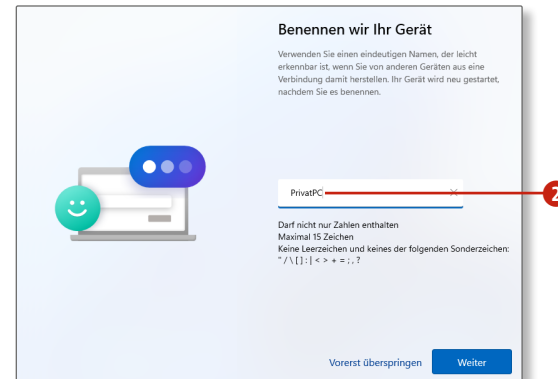 Benennen wir Ihr Gerät
Verwenden Sie einen eindeutigen Namen, der leicht
erkennbar ist, wenn Sie von anderen Geräten aus eine
Verbindung damit herstellen. Ihr Gerät wird neu gestartet,
nachdem Sie es benennen.
PrivatPC
2
Darf nicht nur Zahlen enthalten
Maximal 15 Zeichen
Keine Leerzeichen und keines der folgenden Sonderzeichen:
" / \ [ ] : | < > + = ; , ?
Vorerst überspringen
Weiter